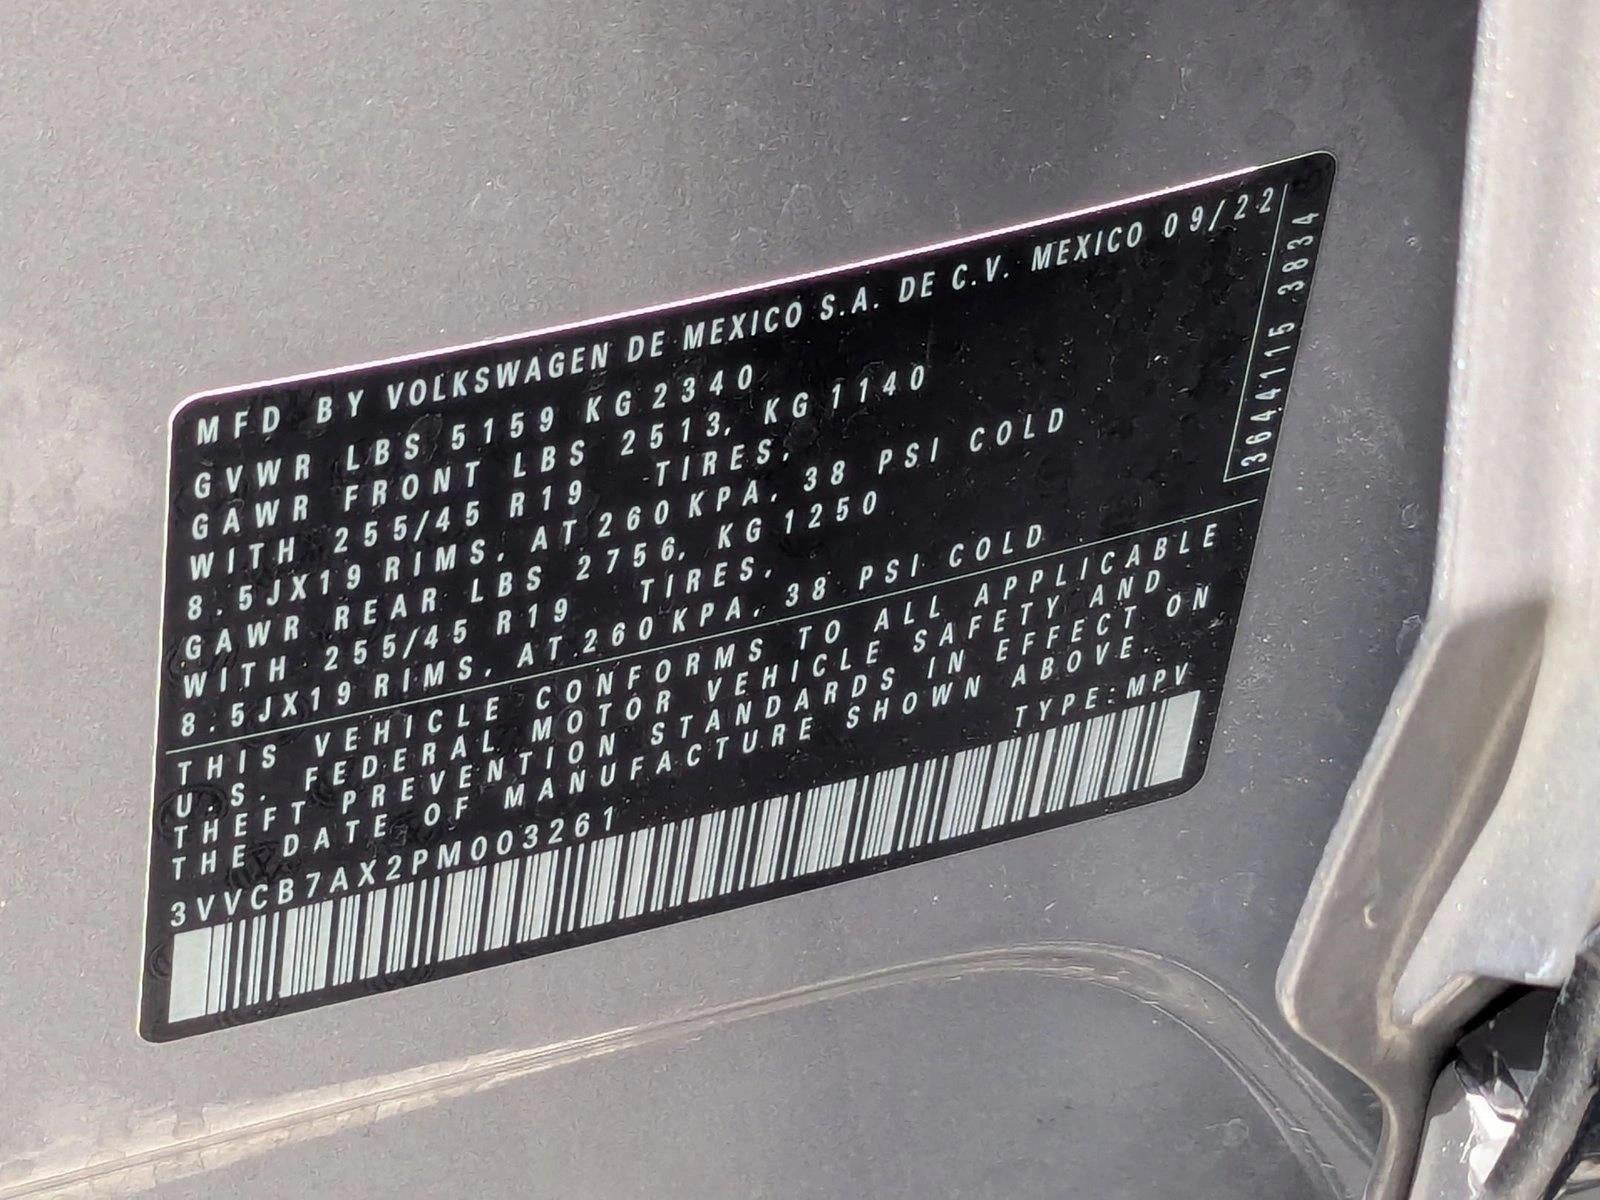 MFD BY VOLKSWAGEN DE MEXICO S.A. DE C.V. MEXICO 09/22
GVWR LBS 5159 KG 2340
GAWR FRONT LBS 2513, KG 1140
WITH 255/45 R19 TIRES,
8.5JX19 RIMS, AT 260 KPA, 38 PSI COLD
GAWR REAR LBS 2756, KG 1250
WITH 255/45 R19 TIRES,
8.5JX19 RIMS, AT 260 KPA, 38 PSI COLD
THIS VEHICLE CONFORMS TO ALL APPLICABLE
U.S. FEDERAL MOTOR VEHICLE SAFETY AND
THEFT PREVENTION STANDARDS IN EFFECT ON
THE DATE OF MANUFACTURE SHOWN ABOVE.
TYPE: MPV
3VVCB7AX2PM003261
36441115 3834